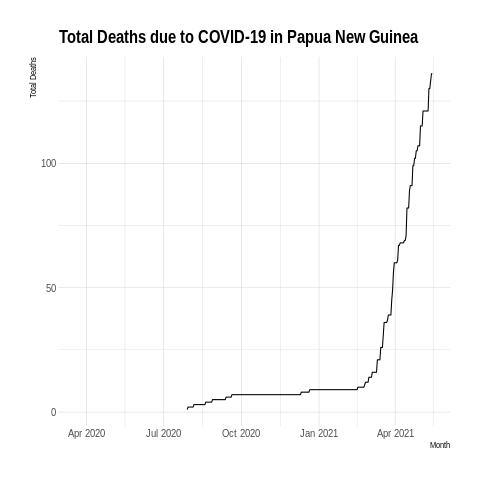 Total Deaths due to COVID-19 in Papua New Guinea
Total Deaths
100
50
0
Apr 2020 Jul 2020 Oct 2020 Jan 2021 Apr 2021
Month